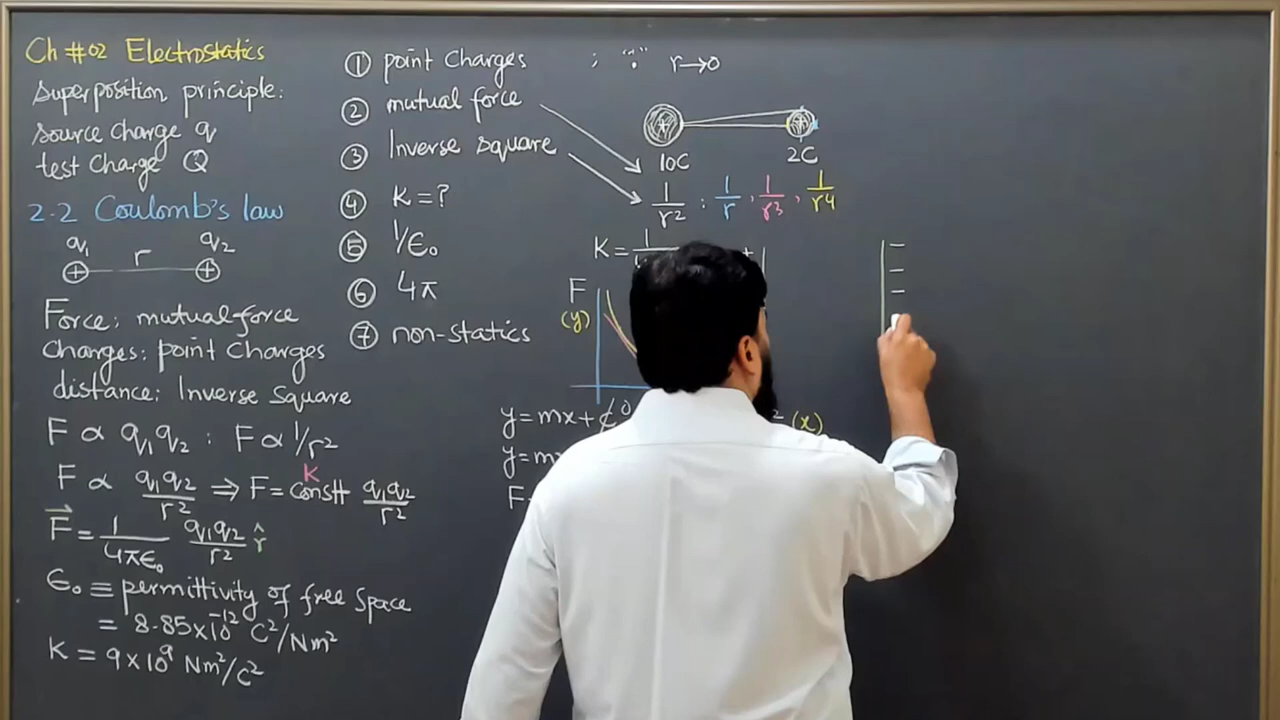 Ch #02 Electrostatics
Superposition principle:
Source Charge q
test Charge Q
2.2 Coulomb's law
q₁ r q₂
+ +
Force: mutual force
Charges: point Charges
distance: Inverse Square
F ∝ q₁q₂ : F ∝ 1/r²
F ∝ q₁q₂/r² ⇒ F = constt q₁q₂/r²
K
F⃗ = 1/4πϵ₀ q₁q₂/r² r̂
ϵ₀ ≡ permittivity of free Space
= 8.85×10⁻¹² C²/Nm²
K = 9×10⁹ Nm²/C²
① point Charges ; "." r→0
② mutual force
③ Inverse square
④ K=?
⑤ 1/ϵ₀
⑥ 4π
⑦ non-statics
+ +
10C 2C
1/r² : 1/r , 1/r³ , 1/r⁴
K = 1
F
(y)
y = mx + c 0
² (x)
y = m
F